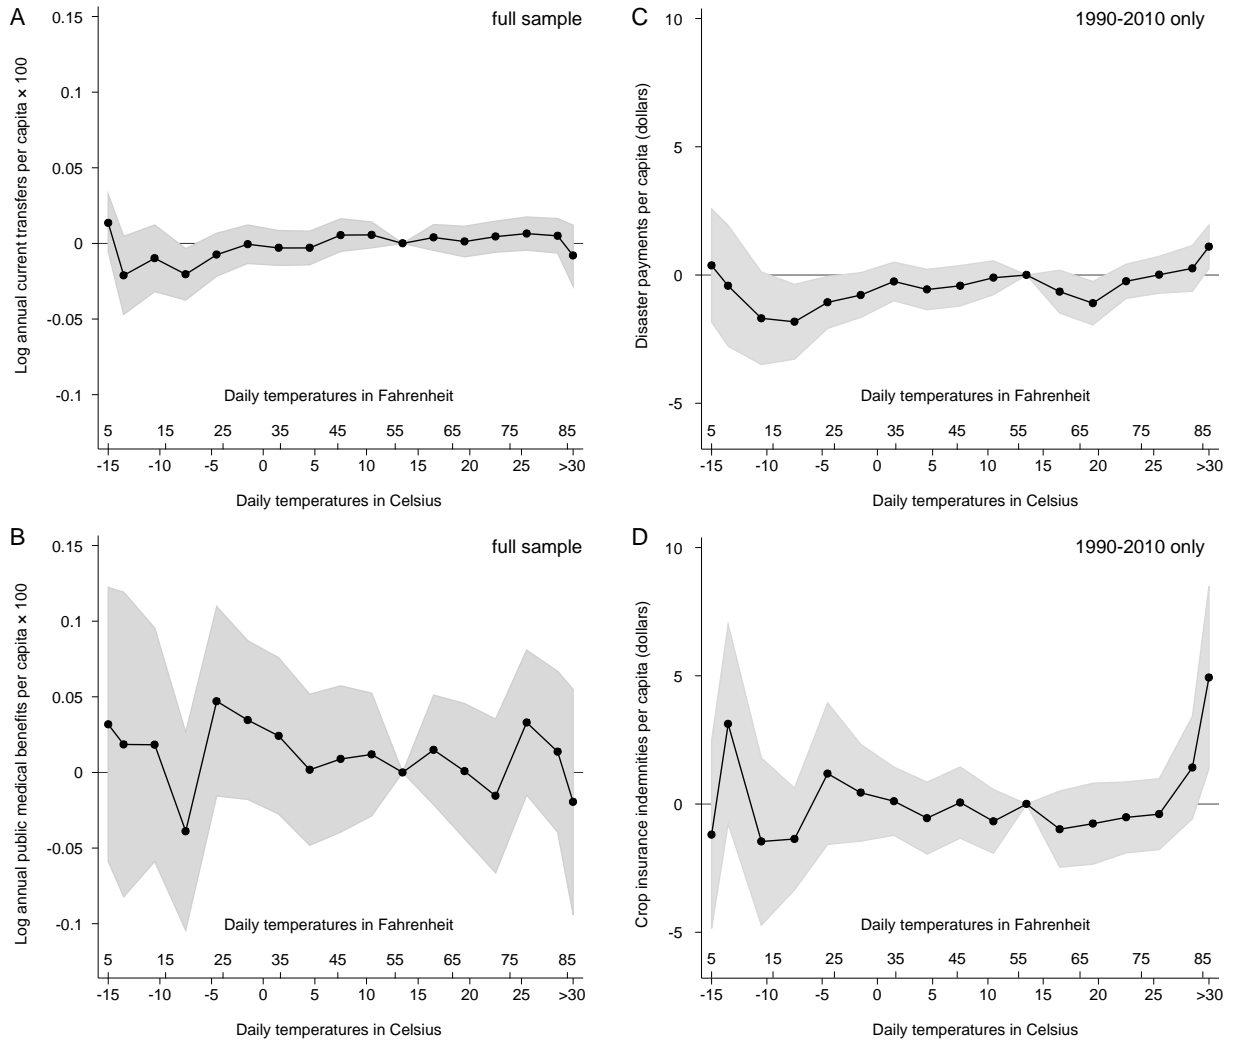 A
full sample
Log annual current transfers per capita × 100
0.15
0.1
0.05
0
-0.05
-0.1
Daily temperatures in Fahrenheit
5 15 25 35 45 55 65 75 85
-15 -10 -5 0 5 10 15 20 25 >30
Daily temperatures in Celsius
C
1990-2010 only
Disaster payments per capita (dollars)
10
5
0
-5
Daily temperatures in Fahrenheit
5 15 25 35 45 55 65 75 85
-15 -10 -5 0 5 10 15 20 25 >30
Daily temperatures in Celsius
B
full sample
Log annual public medical benefits per capita × 100
0.15
0.1
0.05
0
-0.05
-0.1
Daily temperatures in Fahrenheit
5 15 25 35 45 55 65 75 85
-15 -10 -5 0 5 10 15 20 25 >30
Daily temperatures in Celsius
D
1990-2010 only
Crop insurance indemnities per capita (dollars)
10
5
0
-5
Daily temperatures in Fahrenheit
5 15 25 35 45 55 65 75 85
-15 -10 -5 0 5 10 15 20 25 >30
Daily temperatures in Celsius